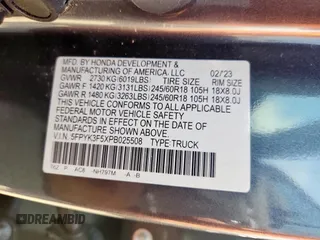 MFD. BY HONDA DEVELOPMENT &
MANUFACTURING OF AMERICA, LLC 02/23
GVWR 2730 KG (6019LBS) TIRE SIZE RIM SIZE
GAWR F 1420 KG (3131LBS) 245/60R18 105H 18X8.0J
GAWR R 1480 KG (3263LBS) 245/60R18 105H 18X8.0J
THIS VEHICLE CONFORMS TO ALL APPLICABLE
FEDERAL MOTOR VEHICLE SAFETY
STANDARDS IN EFFECT ON THE DATE OF
MANUFACTURE SHOWN ABOVE.
V.I.N: 5FPYK3F5XPB025508 TYPE: TRUCK
NH797M A B
DREAMBID